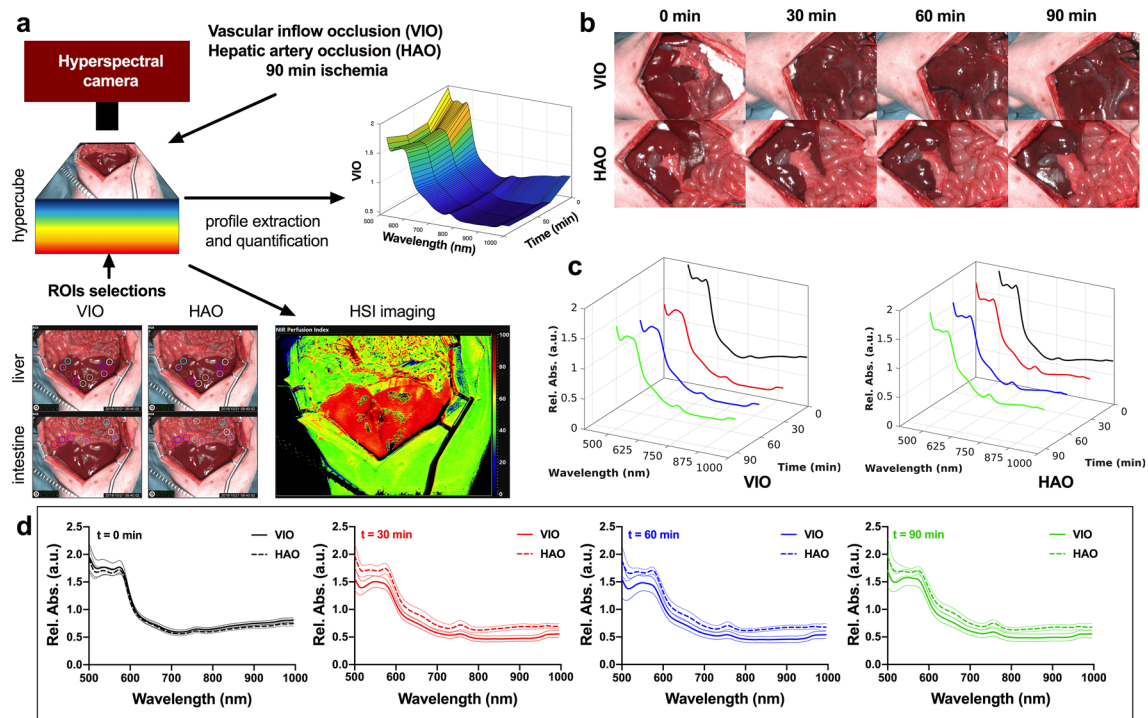 a
Hyperspectral
camera
Vascular inflow occlusion (VIO)
Hepatic artery occlusion (HAO)
90 min ischemia
hypercube
profile extraction
and quantification
2
1.5
1
0.5
VIO
500
600
700
800
900
1000
Wavelength (nm)
50
0
Time (min)
ROIs selections
VIO
HAO
liver
intestine
HSI imaging
NIR Perfusion Index
100
80
60
40
20
0
b
0 min
30 min
60 min
90 min
VIO
HAO
c
2
1.5
1
0.5
0
Rel. Abs. (a.u.)
500
625
750
875
1000
Wavelength (nm)
0
30
60
90
Time (min)
VIO
2
1.5
1
0.5
0
Rel. Abs. (a.u.)
500
625
750
875
1000
Wavelength (nm)
0
30
60
90
Time (min)
HAO
d
t = 0 min
VIO
HAO
2.5
2.0
1.5
1.0
0.5
0.0
Rel. Abs. (a.u.)
500 600 700 800 900 1000
Wavelength (nm)
t = 30 min
VIO
HAO
2.5
2.0
1.5
1.0
0.5
0.0
Rel. Abs. (a.u.)
500 600 700 800 900 1000
Wavelength (nm)
t = 60 min
VIO
HAO
2.5
2.0
1.5
1.0
0.5
0.0
Rel. Abs. (a.u.)
500 600 700 800 900 1000
Wavelength (nm)
t = 90 min
VIO
HAO
2.5
2.0
1.5
1.0
0.5
0.0
Rel. Abs. (a.u.)
500 600 700 800 900 1000
Wavelength (nm)